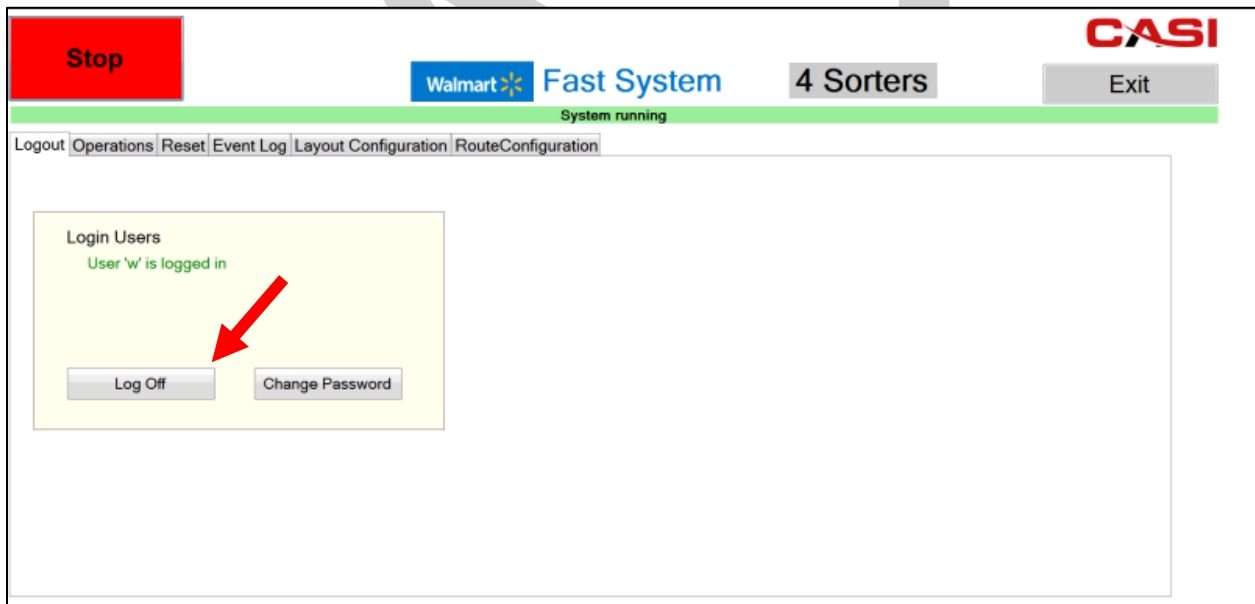 Stop
CASI
Walmart Fast System
4 Sorters
Exit
System running
Logout Operations Reset Event Log Layout Configuration RouteConfiguration
Login Users
User 'w' is logged in
Log Off
Change Password